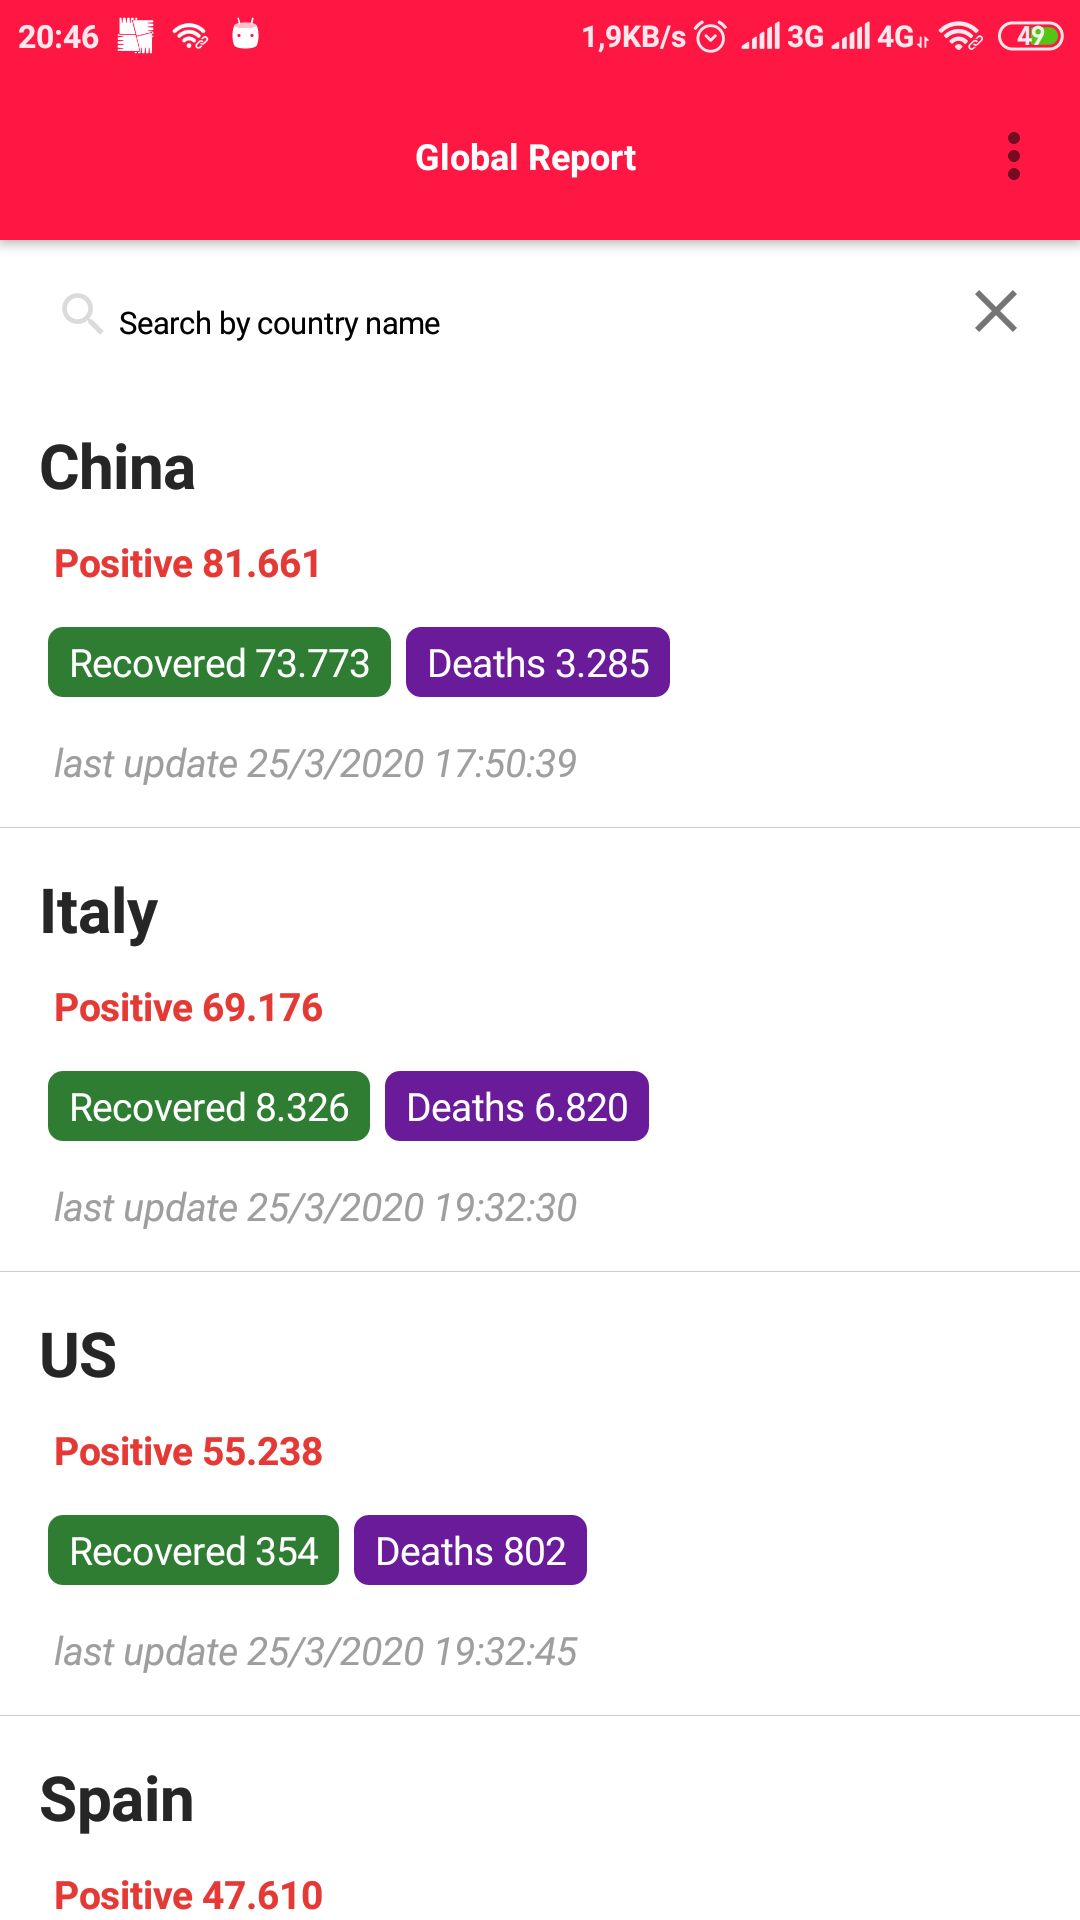 20:46 1,9KB/s 3G 4G 49
Global Report
Search by country name
China
Positive 81.661
Recovered 73.773 Deaths 3.285
last update 25/3/2020 17:50:39
Italy
Positive 69.176
Recovered 8.326 Deaths 6.820
last update 25/3/2020 19:32:30
US
Positive 55.238
Recovered 354 Deaths 802
last update 25/3/2020 19:32:45
Spain
Positive 47.610